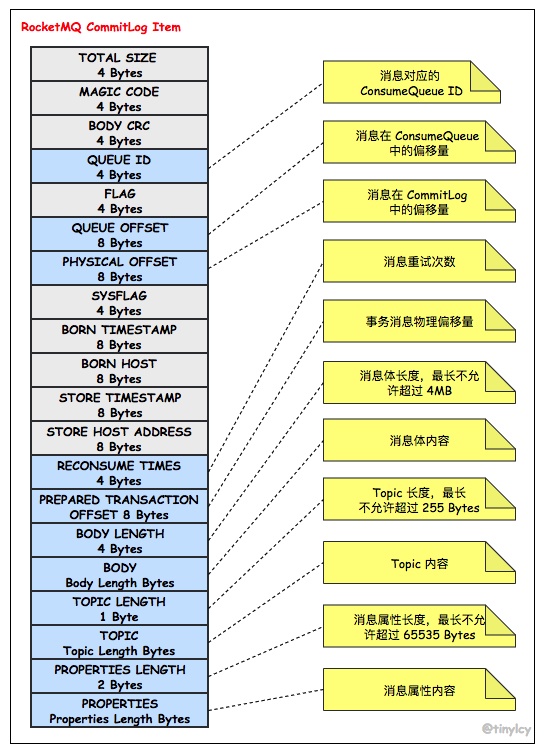 RocketMQ CommitLog Item
TOTAL SIZE
4 Bytes
MAGIC CODE
4 Bytes
BODY CRC
4 Bytes
QUEUE ID
4 Bytes
FLAG
4 Bytes
QUEUE OFFSET
8 Bytes
PHYSICAL OFFSET
8 Bytes
SYSFLAG
4 Bytes
BORN TIMESTAMP
8 Bytes
BORN HOST
8 Bytes
STORE TIMESTAMP
8 Bytes
STORE HOST ADDRESS
8 Bytes
RECONSUME TIMES
4 Bytes
PREPARED TRANSACTION
OFFSET 8 Bytes
BODY LENGTH
4 Bytes
BODY
Body Length Bytes
TOPIC LENGTH
1 Byte
TOPIC
Topic Length Bytes
PROPERTIES LENGTH
2 Bytes
PROPERTIES
Properties Length Bytes
消息对应的
ConsumeQueue ID
消息在 ConsumeQueue
中的偏移量
消息在 CommitLog
中的偏移量
消息重试次数
事务消息物理偏移量
消息体长度，最长不允
许超过 4MB
消息体内容
Topic 长度，最长
不允许超过 255 Bytes
Topic 内容
消息属性长度，最长不允
许超过 65535 Bytes
消息属性内容
@tinylcy